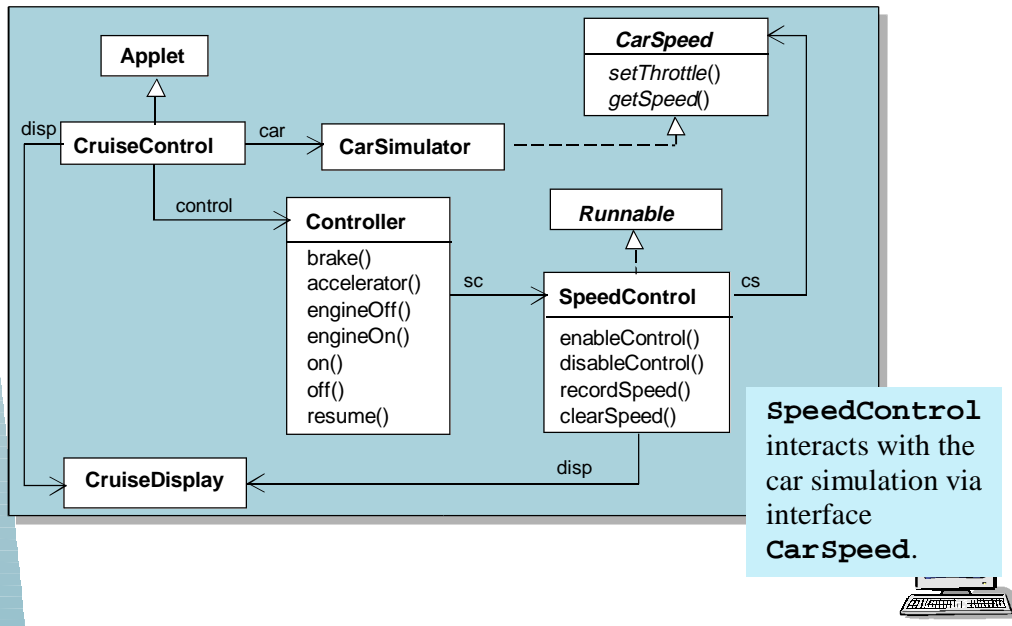 Applet
CarSpeed
setThrottle()
getSpeed()
disp
CruiseControl
car
CarSimulator
control
Controller
brake()
accelerator()
engineOff()
engineOn()
on()
off()
resume()
Runnable
sc
SpeedControl
cs
enableControl()
disableControl()
recordSpeed()
clearSpeed()
CruiseDisplay
disp
SpeedControl
interacts with the
car simulation via
interface
CarSpeed.